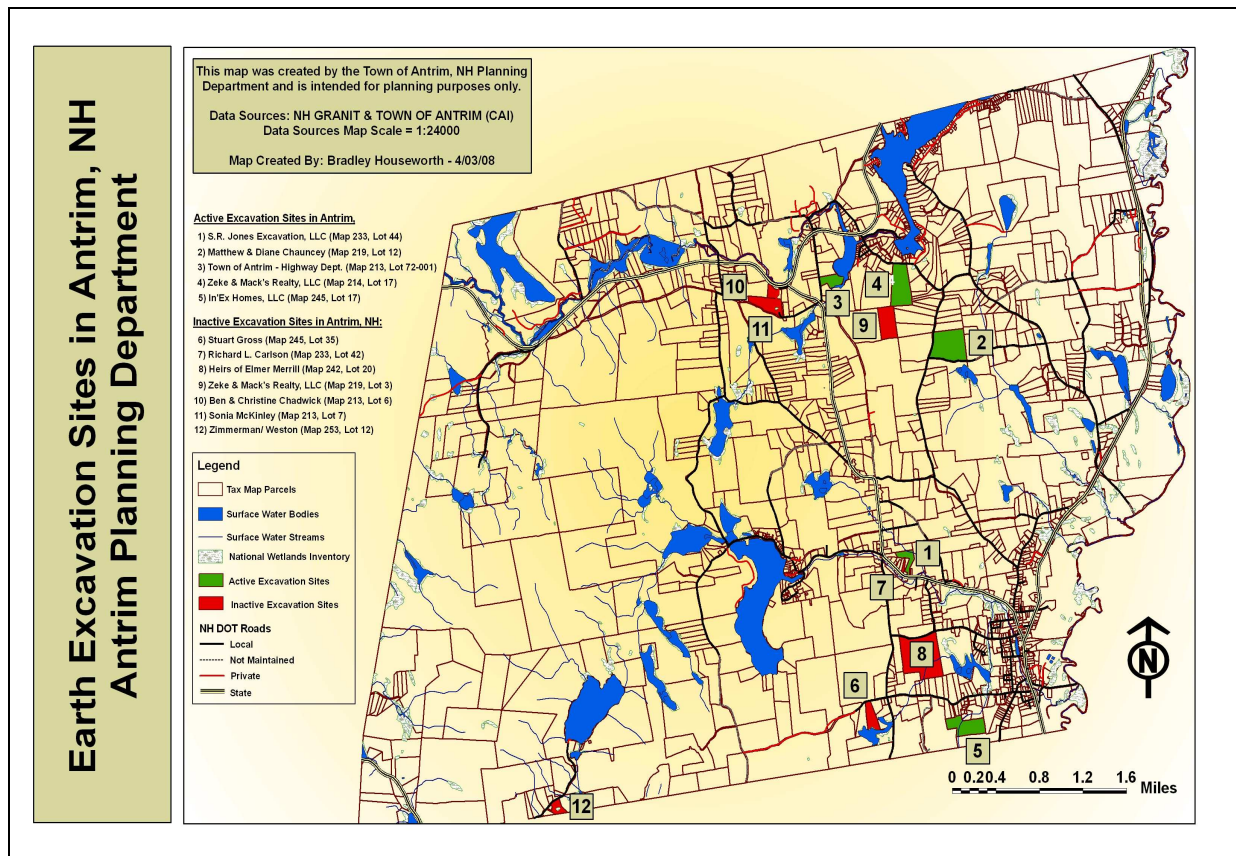 Earth Excavation Sites in Antrim, NH
Antrim Planning Department
This map was created by the Town of Antrim, NH Planning
Department and is intended for planning purposes only.
Data Sources: NH GRANIT & TOWN OF ANTRIM (CAI)
Data Sources Map Scale = 1:24000
Map Created By: Bradley Houseworth - 4/03/08
Active Excavation Sites in Antrim,
1) S.R. Jones Excavation, LLC (Map 233, Lot 44)
2) Matthew & Diane Chauncey (Map 219, Lot 12)
3) Town of Antrim - Highway Dept. (Map 213, Lot 72-001)
4) Zeke & Mack's Realty, LLC (Map 214, Lot 17)
5) In'Ex Homes, LLC (Map 245, Lot 17)
Inactive Excavation Sites in Antrim, NH:
6) Stuart Gross (Map 245, Lot 35)
7) Richard L. Carlson (Map 233, Lot 42)
8) Heirs of Elmer Merrill (Map 242, Lot 20)
9) Zeke & Mack's Realty, LLC (Map 219, Lot 3)
10) Ben & Christine Chadwick (Map 213, Lot 6)
11) Sonia McKinley (Map 213, Lot 7)
12) Zimmerman/ Weston (Map 253, Lot 12)
Legend
Tax Map Parcels
Surface Water Bodies
Surface Water Streams
National Wetlands Inventory
Active Excavation Sites
Inactive Excavation Sites
NH DOT Roads
Local
Not Maintained
Private
State
10
11
3
4
9
2
1
7
8
6
5
12
N
0 0.2 0.4 0.8 1.2 1.6
Miles